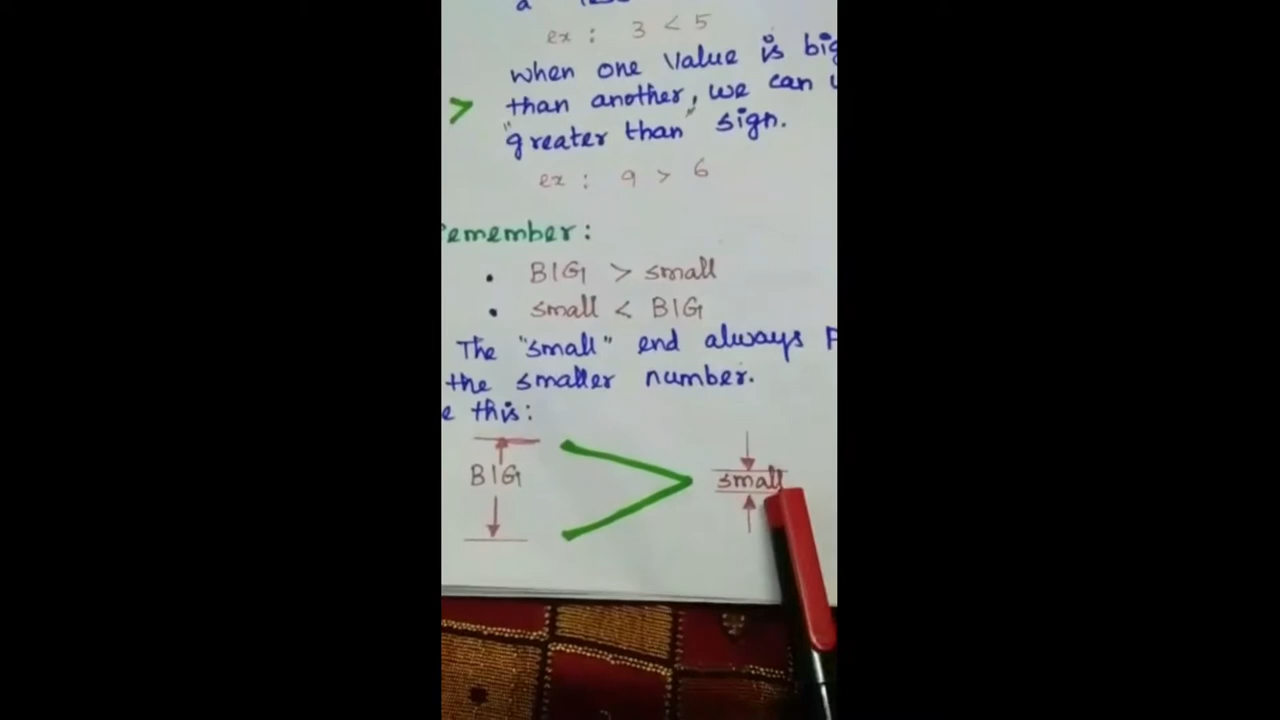 a
ex : 3 < 5
when one value is big
> than another, we can
"greater than" sign.
ex : 9 > 6
emember:
• BIG > small
• small < BIG
The "small" end always
the smaller number.
e this:
BIG > small